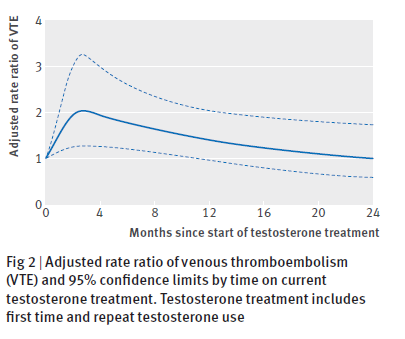 Adjusted rate ratio of VTE
4
3
2
1
0
0 4 8 12 16 20 24
Months since start of testosterone treatment
Fig 2 | Adjusted rate ratio of venous thromboembolism
(VTE) and 95% confidence limits by time on current
testosterone treatment. Testosterone treatment includes
first time and repeat testosterone use